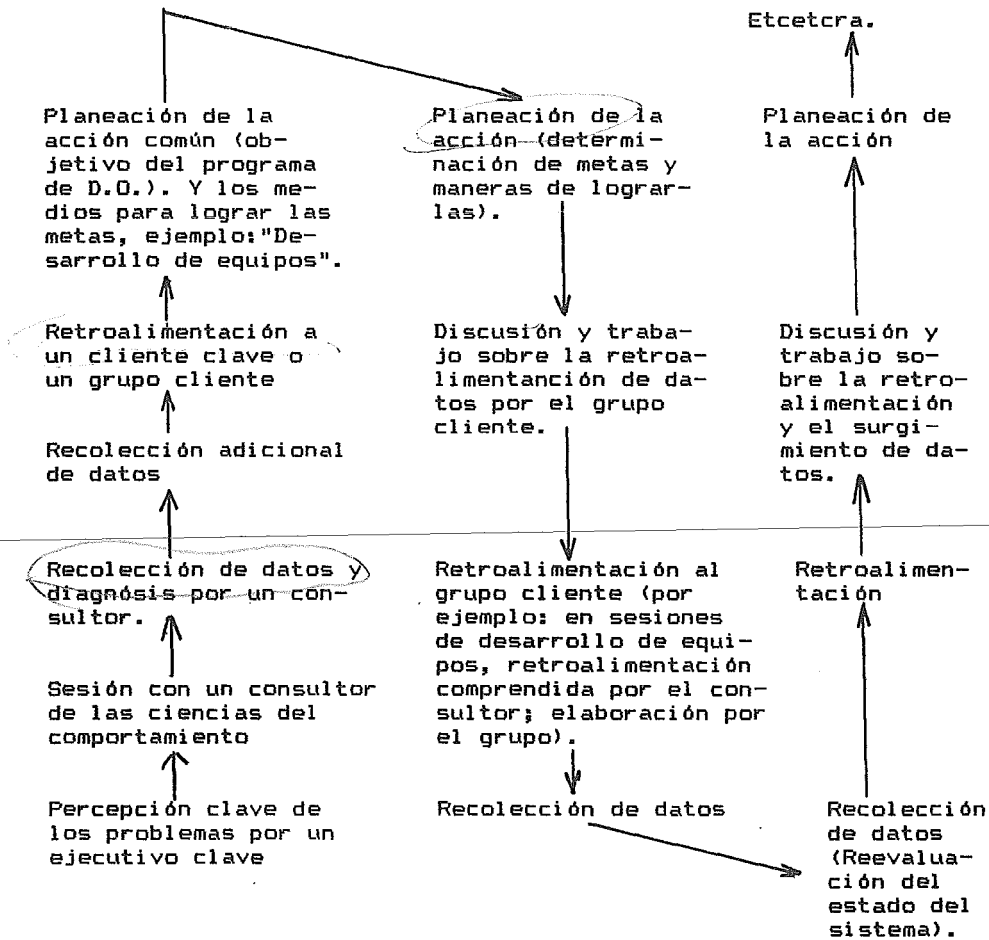 Planeación de la
acción común (ob-
jetivo del programa
de D.O.). Y los me-
dios para lograr las
metas, ejemplo:"De-
sarrollo de equipos".
Retroalimentación a
un cliente clave o
un grupo cliente
Recolección adicional
de datos
Recolección de datos y
diagnósis por un con-
sultor.
Sesión con un consultor
de las ciencias del
comportamiento
Percepción clave de
los problemas por un
ejecutivo clave
Planeación de la
acción (determi-
nación de metas y
maneras de lograr-
las).
Discusión y traba-
jo sobre la retroa-
limentanción de da-
tos por el grupo
cliente.
Retroalimentación al
grupo cliente (por
ejemplo: en sesiones
de desarrollo de equi-
pos, retroalimentación
comprendida por el con-
sultor; elaboración por
el grupo).
Recolección de datos
Etcetcra.
Planeación de
la acción
Discusión y
trabajo so-
bre la retro-
alimentación
y el surgi-
miento de da-
tos.
Retroalimen-
tación
Recolección
de datos
(Reevalua-
ción del
estado del
sistema).